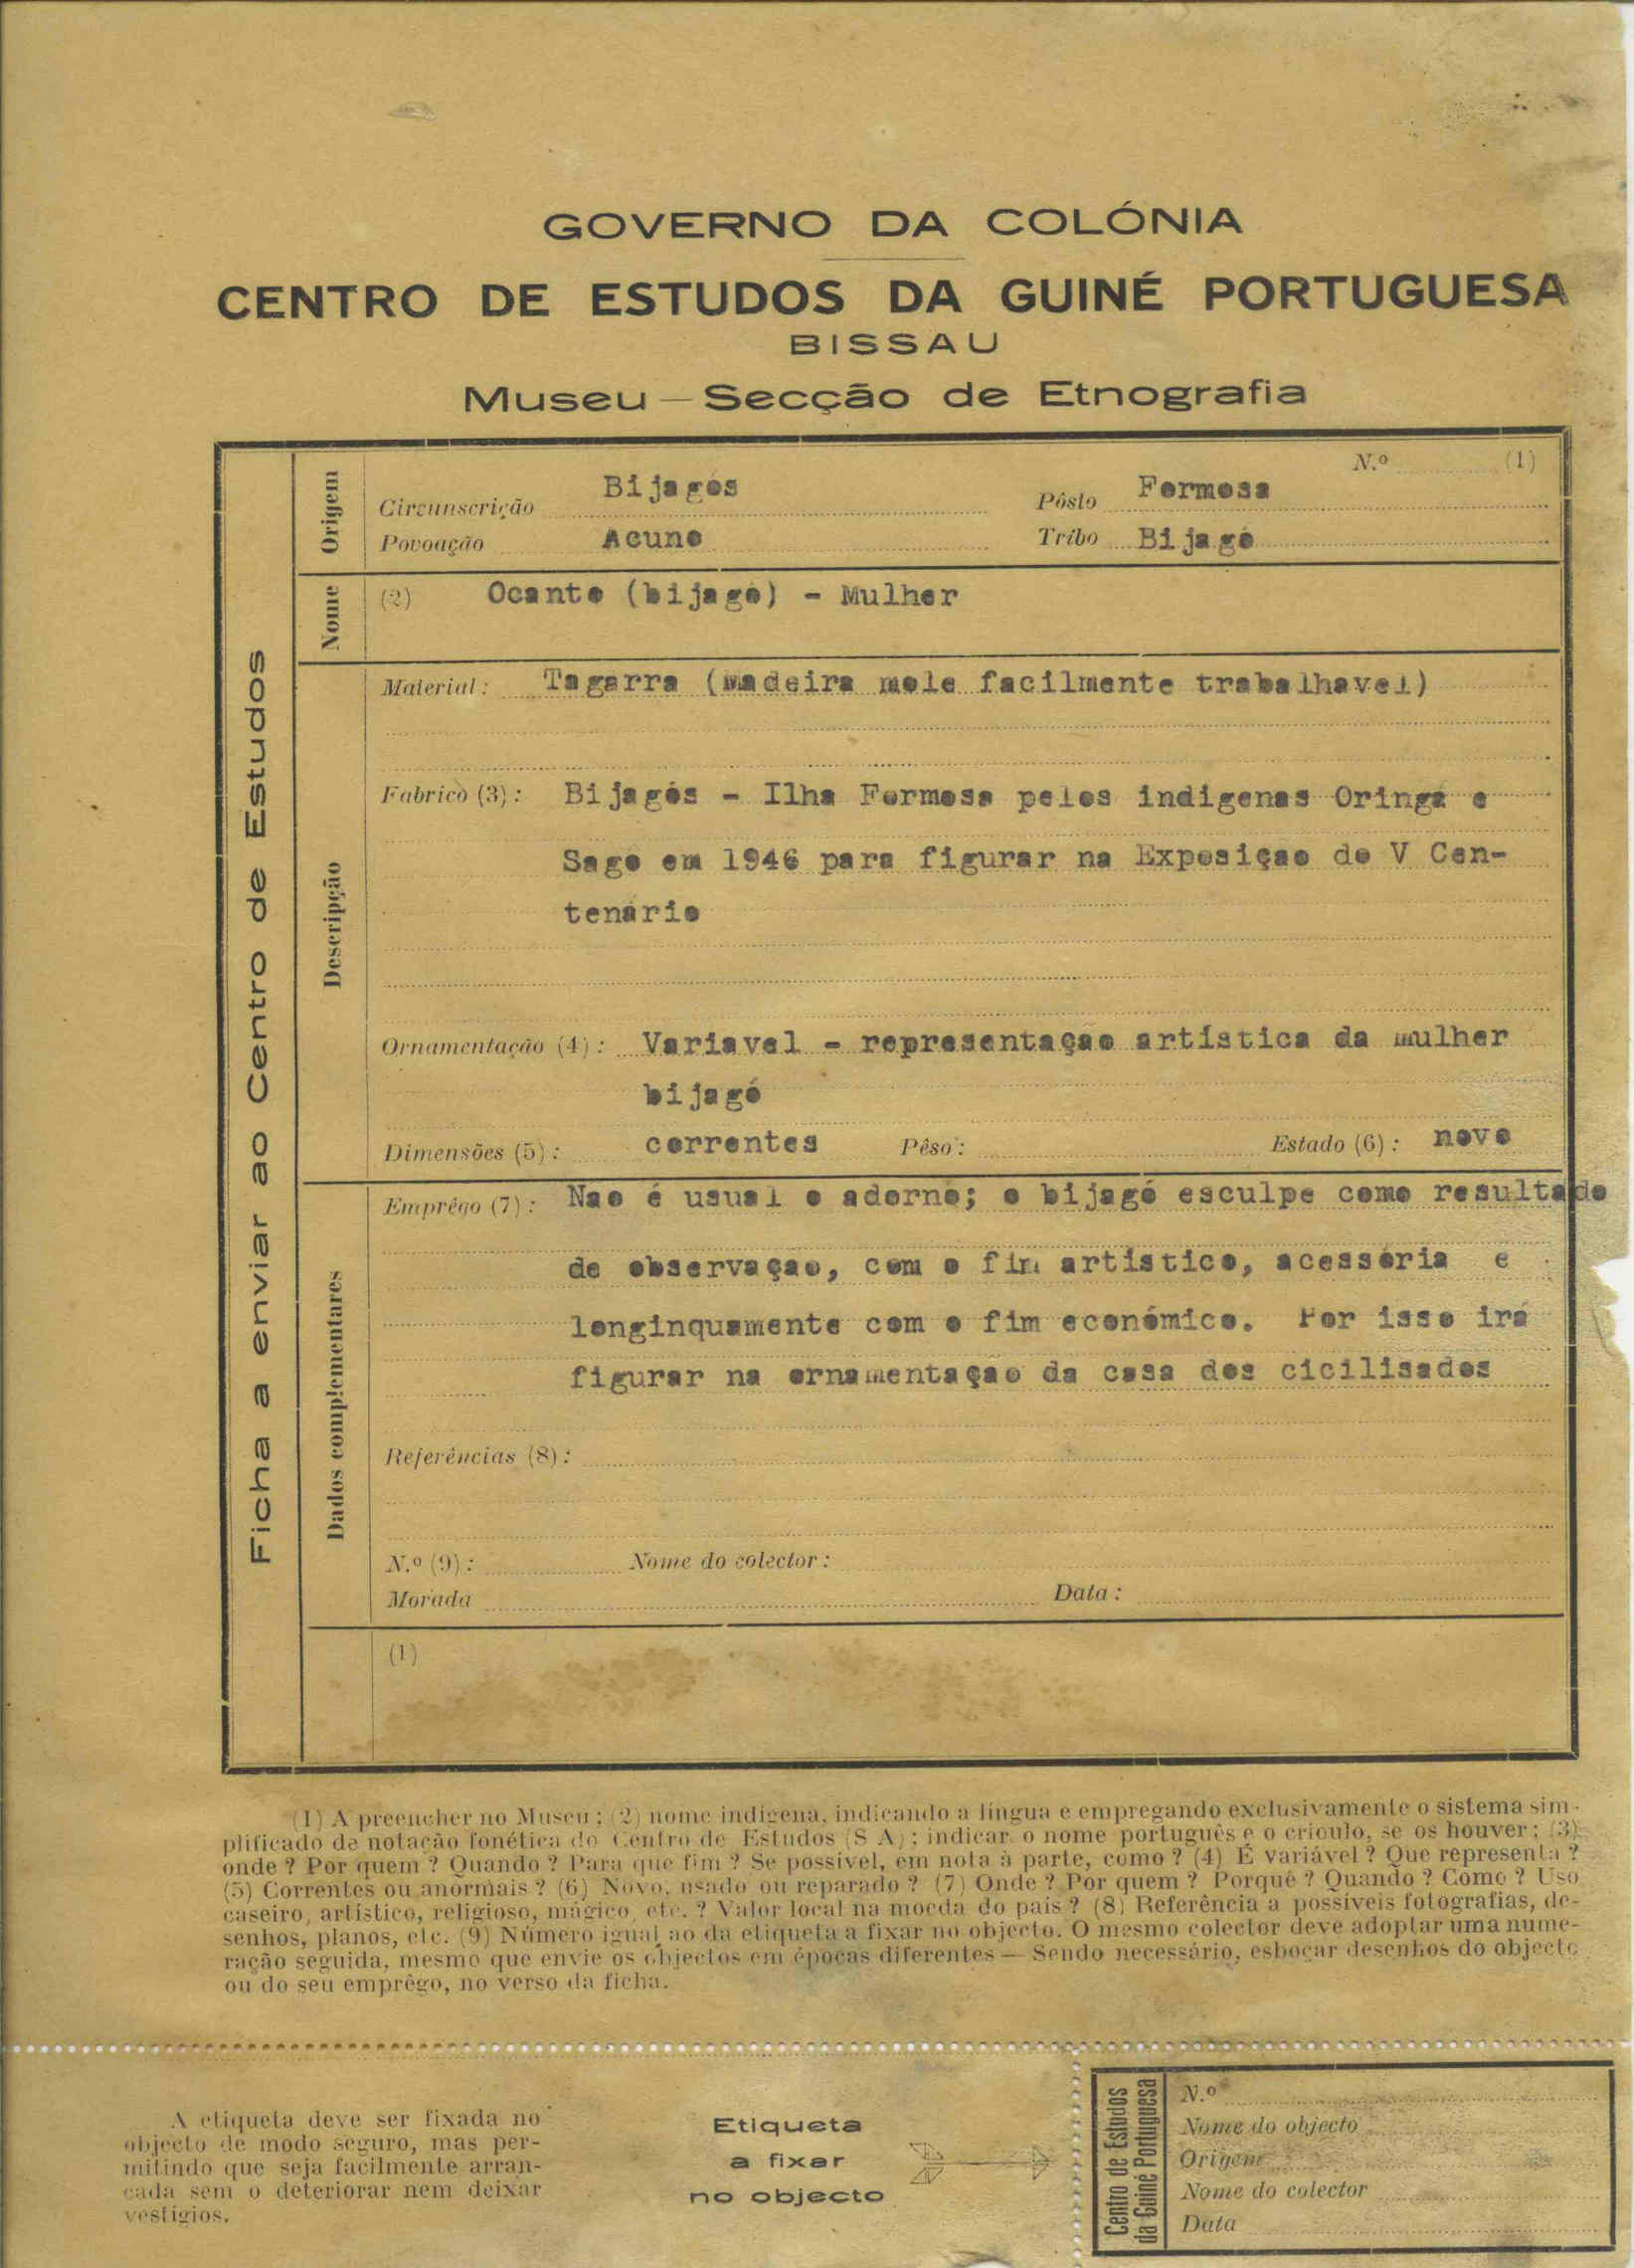 GOVERNO DA COLÓNIA
CENTRO DE ESTUDOS DA GUINÉ PORTUGUESA
BISSAU
Museu — Secção de Etnografia
Ficha a enviar ao Centro de Estudos
Origem
N.º (1)
Circunscrição Bijagós Pôsto Formosa
Povoação Acuno Tribo Bijagó
Nome
(2) Ocanto (bijagó) - Mulher
Descripção
Material: Tagarra (madeira mole facilmente trabalhavel)
Fabrico (3): Bijagós - Ilha Formosa pelos indigenas Oringá e
Sagó em 1946 para figurar na Exposiçao do V Cen-
tenário
Ornamentação (4): Variavel - representaçao artística da mulher
bijagó
Dimensões (5): correntes Pêso: Estado (6): novo
Dados complementares
Emprêgo (7): Nao é usual o adorno; o bijagó esculpe como resultado
de observaçao, com o fim artístico, acessória e
longinquamente com o fim económico. Por isso irá
figurar na ornamentaçao da casa dos cicilisados
Referências (8):
N.º (9): Nome do colector:
Morada Data:
(1)
(1) A preencher no Museu; (2) nome indígena, indicando a língua e empregando exclusivamente o sistema sim-
plificado de notação fonética do Centro de Estudos (S A); indicar o nome português e o crioulo, se os houver; (3)
onde? Por quem? Quando? Para que fim? Se possível, em nota à parte, como? (4) É variável? Que representa?
(5) Correntes ou anormais? (6) Novo, usado ou reparado? (7) Onde? Por quem? Porquê? Quando? Como? Uso
caseiro, artístico, religioso, mágico, etc.? Valor local na moeda do país? (8) Referência a possíveis fotografias, de-
senhos, planos, etc. (9) Número igual ao da etiqueta a fixar no objecto. O mesmo colector deve adoptar uma nume-
ração seguida, mesmo que envie os objectos em épocas diferentes — Sendo necessário, esboçar desenhos do objecto
ou do seu emprêgo, no verso da ficha.
A etiqueta deve ser fixada no
objecto de modo seguro, mas per-
mitindo que seja facilmente arran-
cada sem o deteriorar nem deixar
vestígios.
Etiqueta
a fixar
no objecto
Centro de Estudos
da Guiné Portuguesa
N.º
Nome do objecto
Origem
Nome do colector
Data